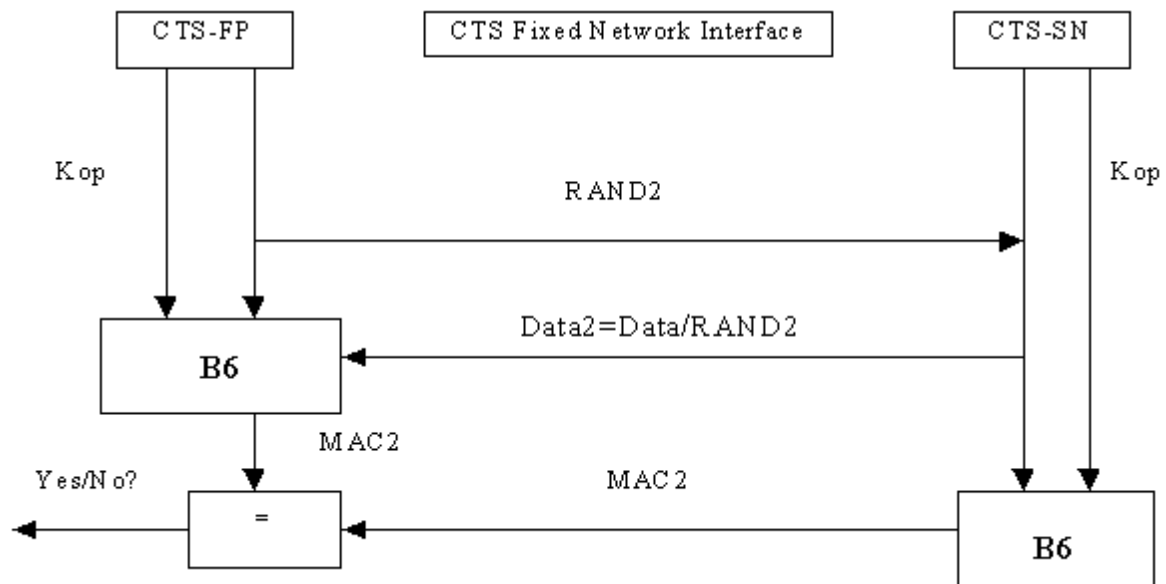 CTS-FP
CTS Fixed Network Interface
CTS-SN
Kop
RAND2
Kop
Data2=Data/RAND2
B6
MAC2
Yes/No?
MAC2
=
B6